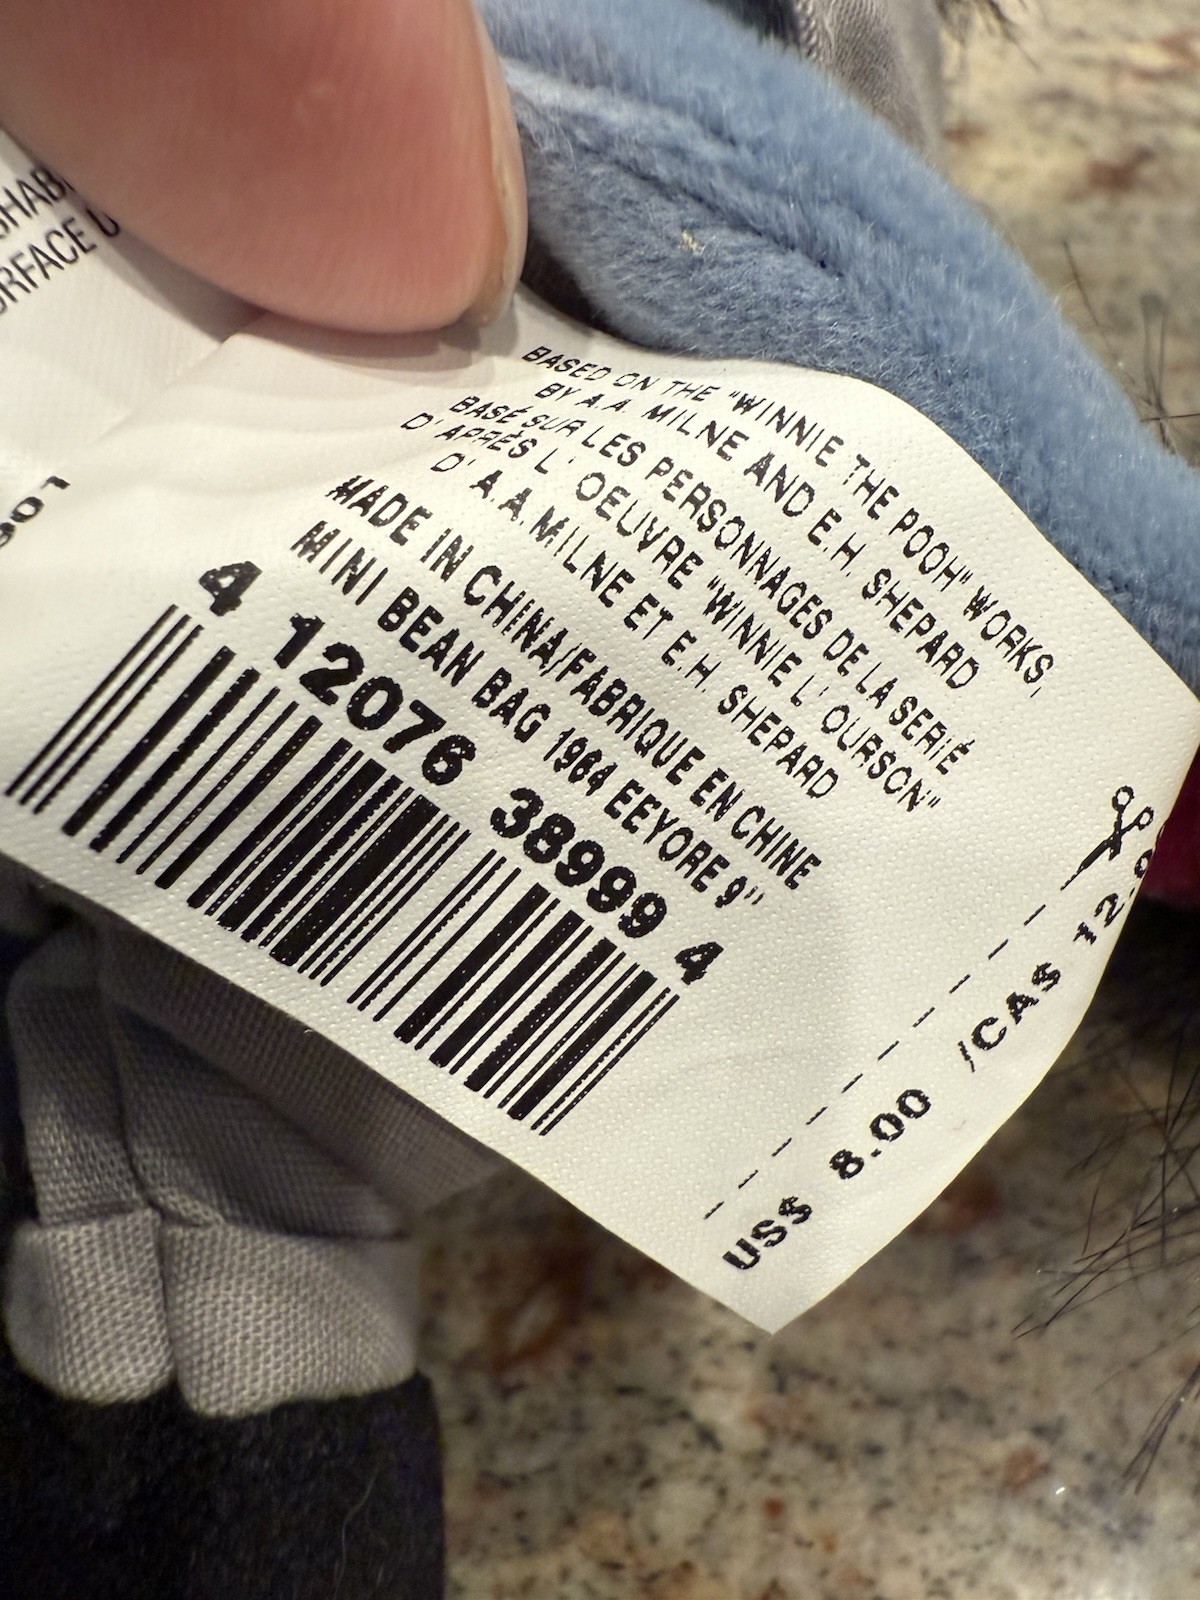 BASED ON THE "WINNIE THE POOH" WORKS,
BY A.A. MILNE AND E.H. SHEPARD
BASÉ SUR LES PERSONNAGES DE LA SERIÉ
D'APRÉS L'OEUVRE "WINNIE L'OURSON"
D'A.A.MILNE ET E.H. SHEPARD
MADE IN CHINA/FABRIQUE EN CHINE
MINI BEAN BAG 1964 EEYORE 9"
4 12076 38999 4
US$ 8.00 /CA$